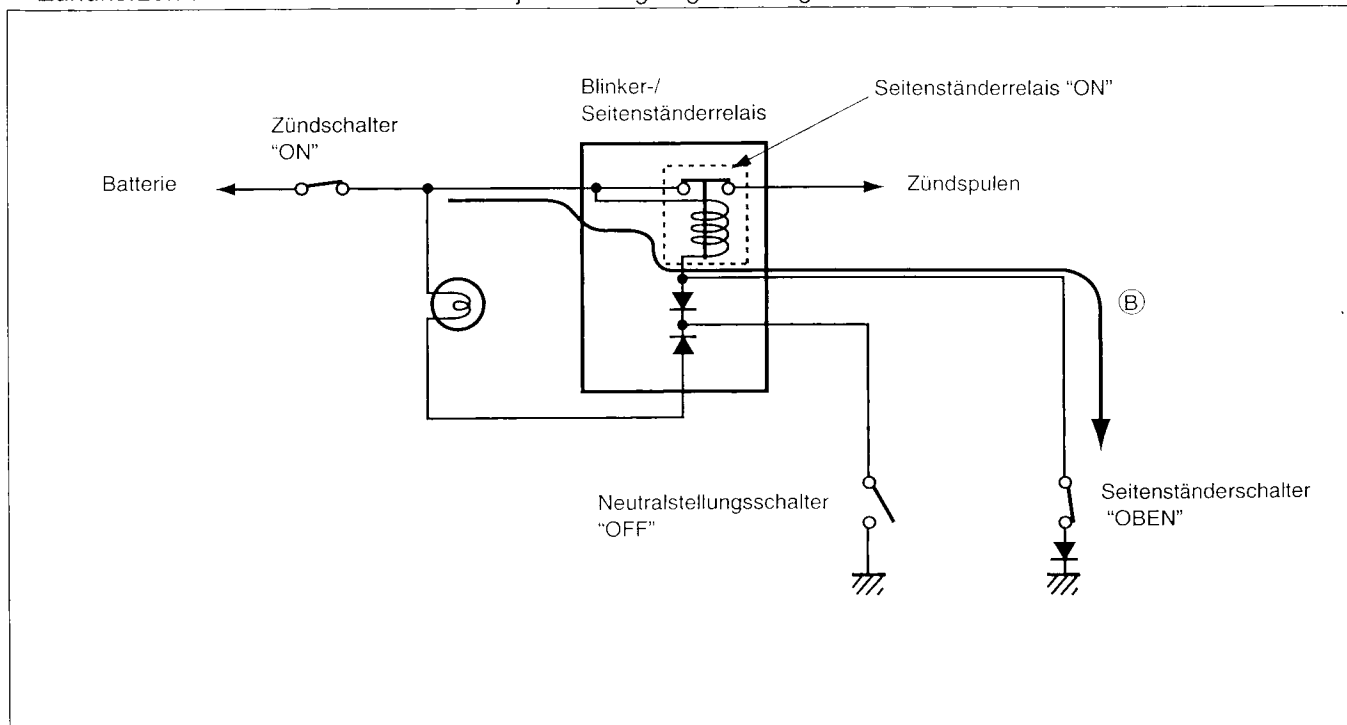 Blinker-/
Seitenständerrelais
Seitenständerrelais “ON”
Zündschalter
“ON”
Batterie
Zündspulen
B
Neutralstellungsschalter
“OFF”
Seitenständerschalter
“OBEN”